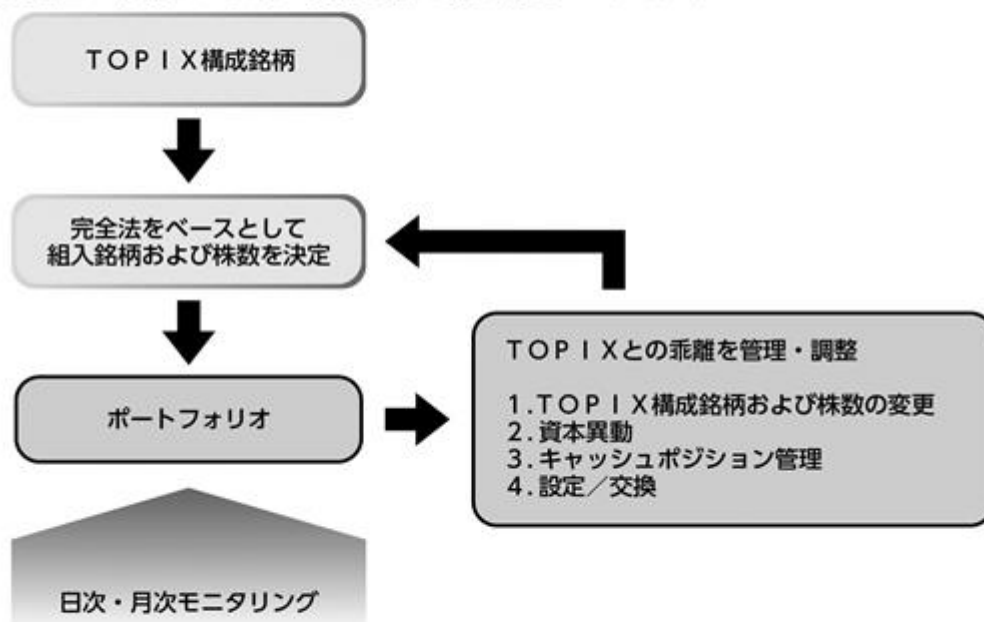 TOPIX構成銘柄
完全法をベースとして
組入銘柄および株数を決定
ポートフォリオ
TOPIXとの乖離を管理・調整
1.TOPIX構成銘柄および株数の変更
2.資本異動
3.キャッシュポジション管理
4.設定／交換
日次・月次モニタリング